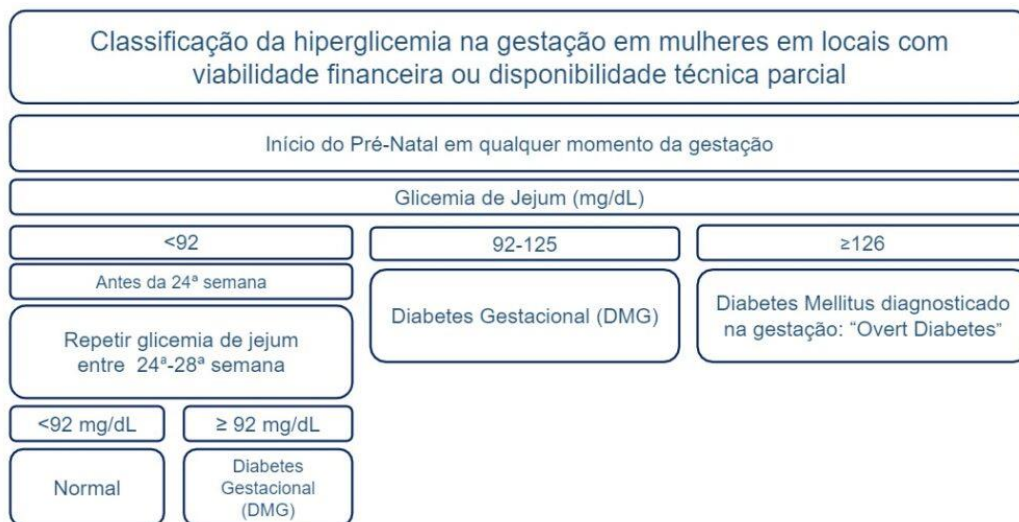 Classificação da hiperglicemia na gestação em mulheres em locais com
viabilidade financeira ou disponibilidade técnica parcial
Início do Pré-Natal em qualquer momento da gestação
Glicemia de Jejum (mg/dL)
<92
92-125
≥126
Antes da 24ª semana
Diabetes Gestacional (DMG)
Diabetes Mellitus diagnosticado
na gestação: “Overt Diabetes”
Repetir glicemia de jejum
entre 24ª-28ª semana
<92 mg/dL
≥ 92 mg/dL
Normal
Diabetes
Gestacional
(DMG)